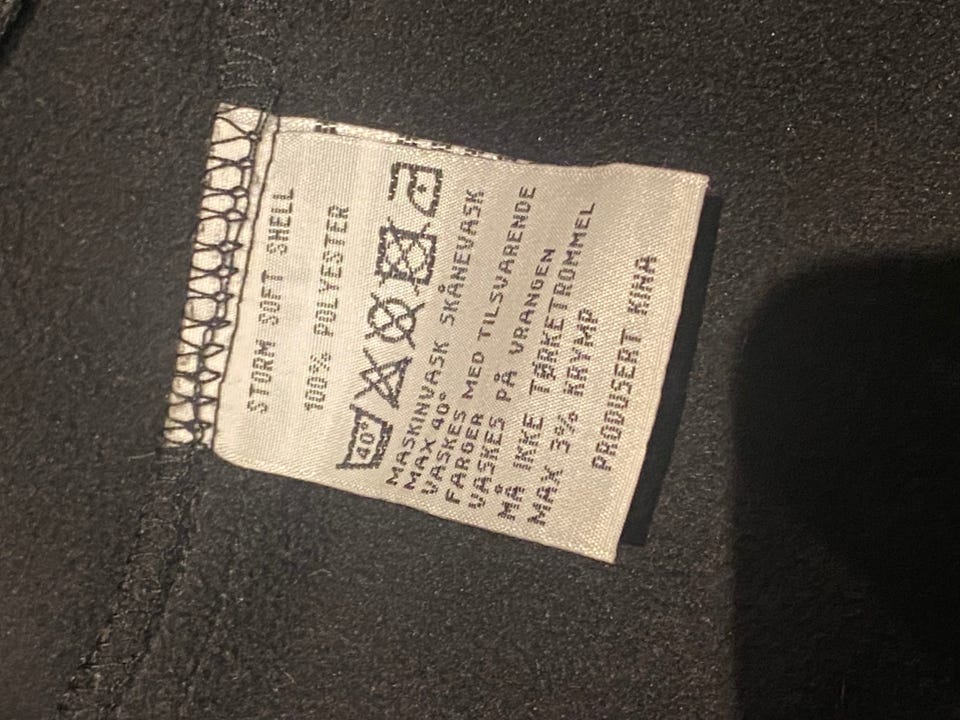 STORM SOFT SHELL
100% POLYESTER
40°
MASKINVASK SKÅNEVASK
MAX 40°
VASKES MED TILSVARENDE
FARGER
VASKES PÅ VRANGEN
MÅ IKKE TØRKETROMMEL
MAX 3% KRYMP
PRODUSERT KINA